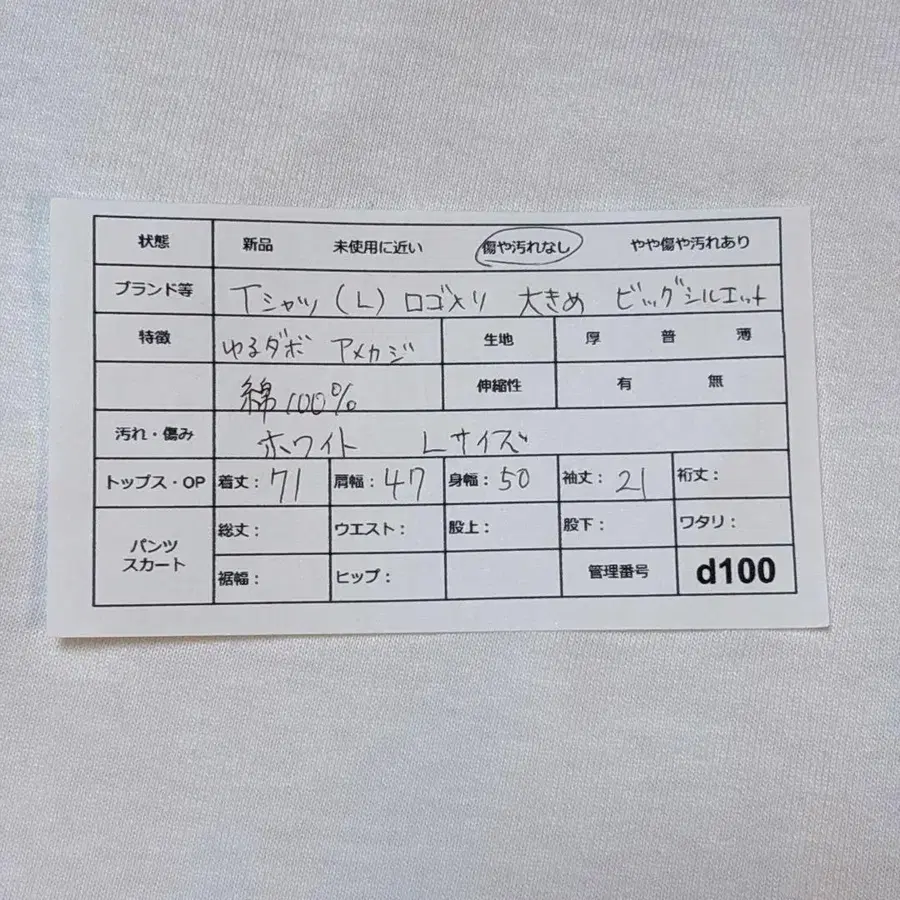 状態 新品 未使用に近い 傷や汚れなし やや傷や汚れあり
ブランド等 Tシャツ (L) ロゴメリ 大きめ ビッグシルエット
特徴 ゆるダボ アメカジ 生地 厚 普 薄
綿100% 伸縮性 有 無
汚れ・傷み ホワイト Lサイズ
トップス・OP 着丈：71 肩幅：47 身幅：50 袖丈：21 裄丈：
パンツ スカート 総丈： ウエスト： 股上： 股下： ワタリ：
裾幅： ヒップ： 管理番号 d100